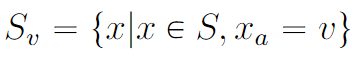 S_v = {x|x ∈ S, x_a = v}